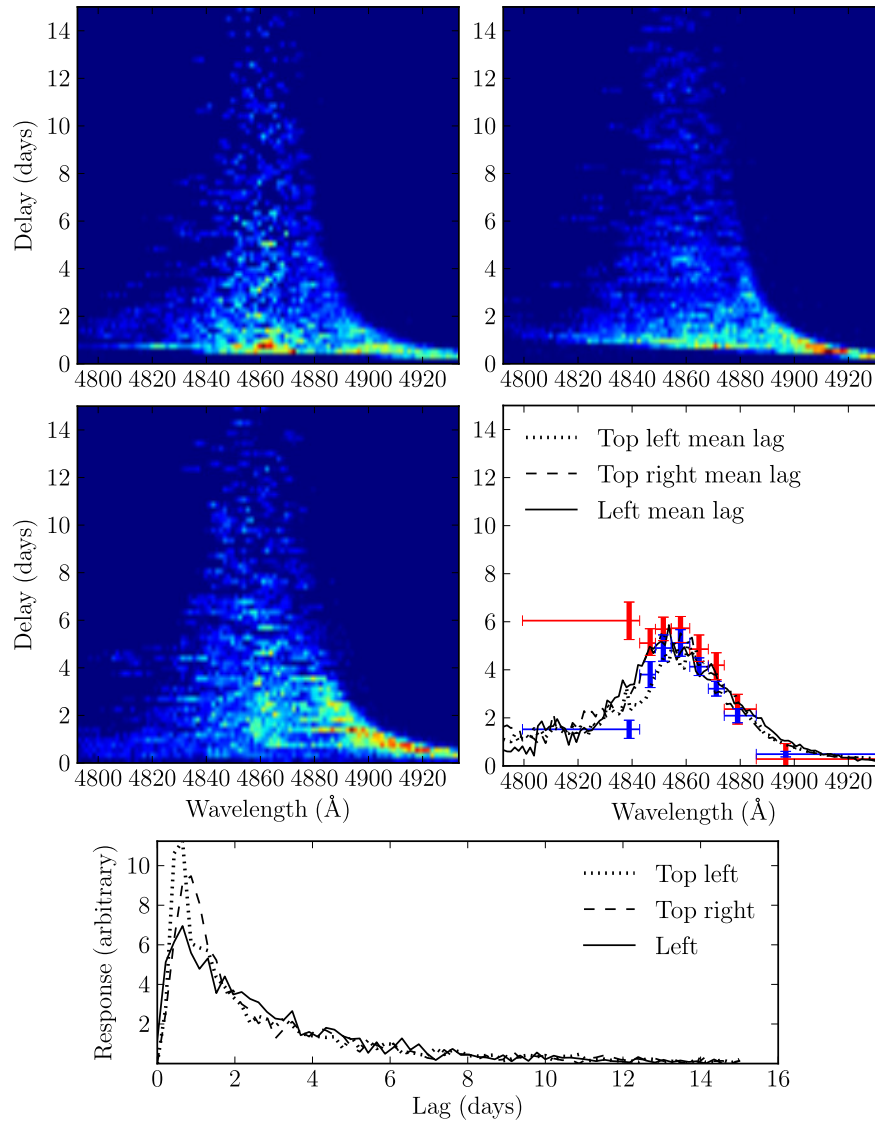 14
12
10
8
6
4
2
0
Delay (days)
4800 4820 4840 4860 4880 4900 4920
14
12
10
8
6
4
2
0
4800 4820 4840 4860 4880 4900 4920
14
12
10
8
6
4
2
0
Delay (days)
4800 4820 4840 4860 4880 4900 4920
Wavelength (Å)
14
12
10
8
6
4
2
0
Top left mean lag
Top right mean lag
Left mean lag
4800 4820 4840 4860 4880 4900 4920
Wavelength (Å)
10
8
6
4
2
Response (arbitrary)
Top left
Top right
Left
0 2 4 6 8 10 12 14 16
Lag (days)